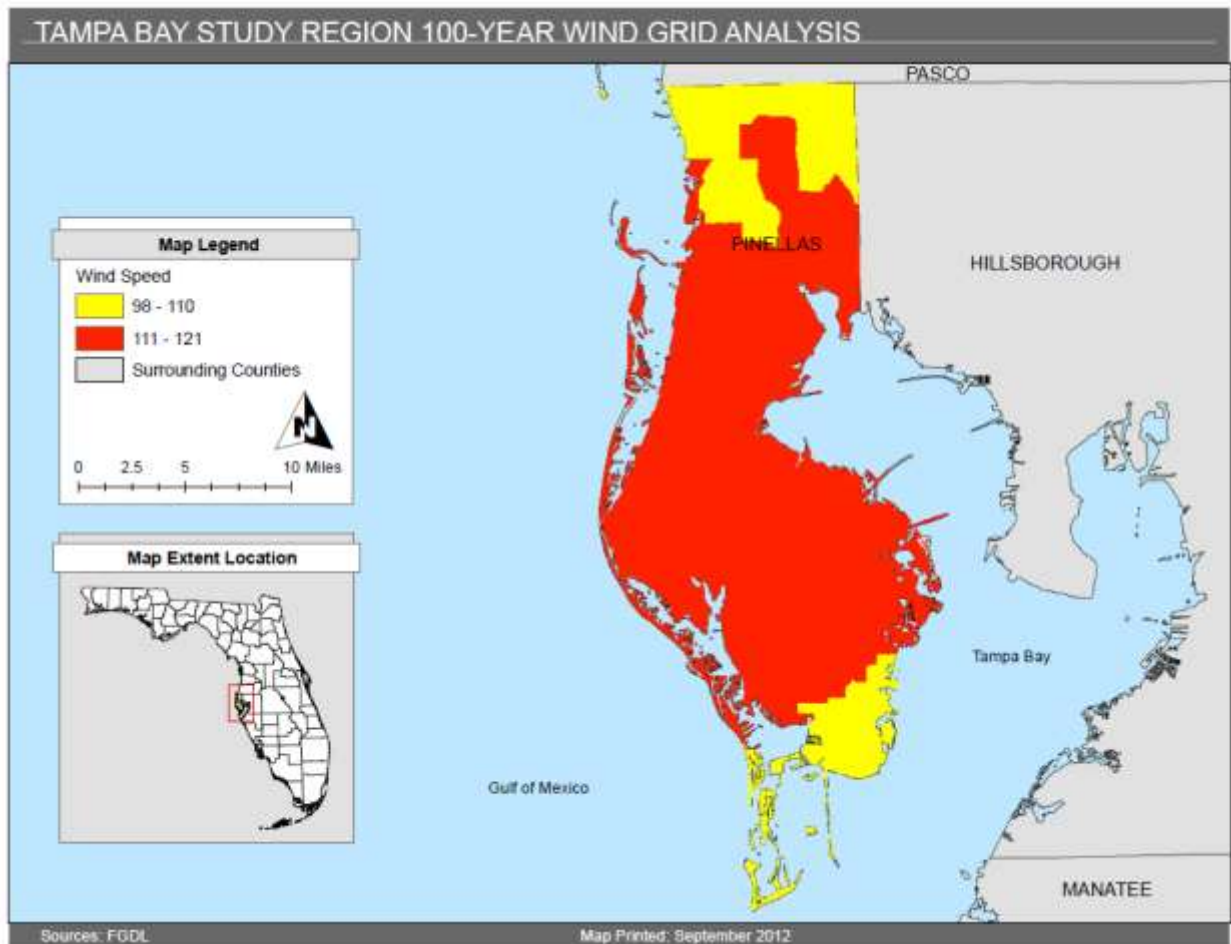 TAMPA BAY STUDY REGION 100-YEAR WIND GRID ANALYSIS
PASCO
Map Legend
Wind Speed
98 - 110
111 - 121
Surrounding Counties
N
0 2.5 5 10 Miles
PINELLAS
HILLSBOROUGH
Map Extent Location
Tampa Bay
Gulf of Mexico
MANATEE
Sources: FGDL
Map Printed: September 2012